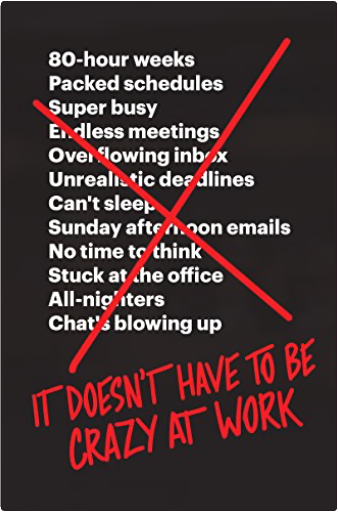 80-hour weeks
Packed schedules
Super busy
Endless meetings
Overflowing inbox
Unrealistic deadlines
Can't sleep
Sunday afternoon emails
No time to think
Stuck at the office
All-nighters
Chat's blowing up
IT DOESN'T HAVE TO BE
CRAZY AT WORK